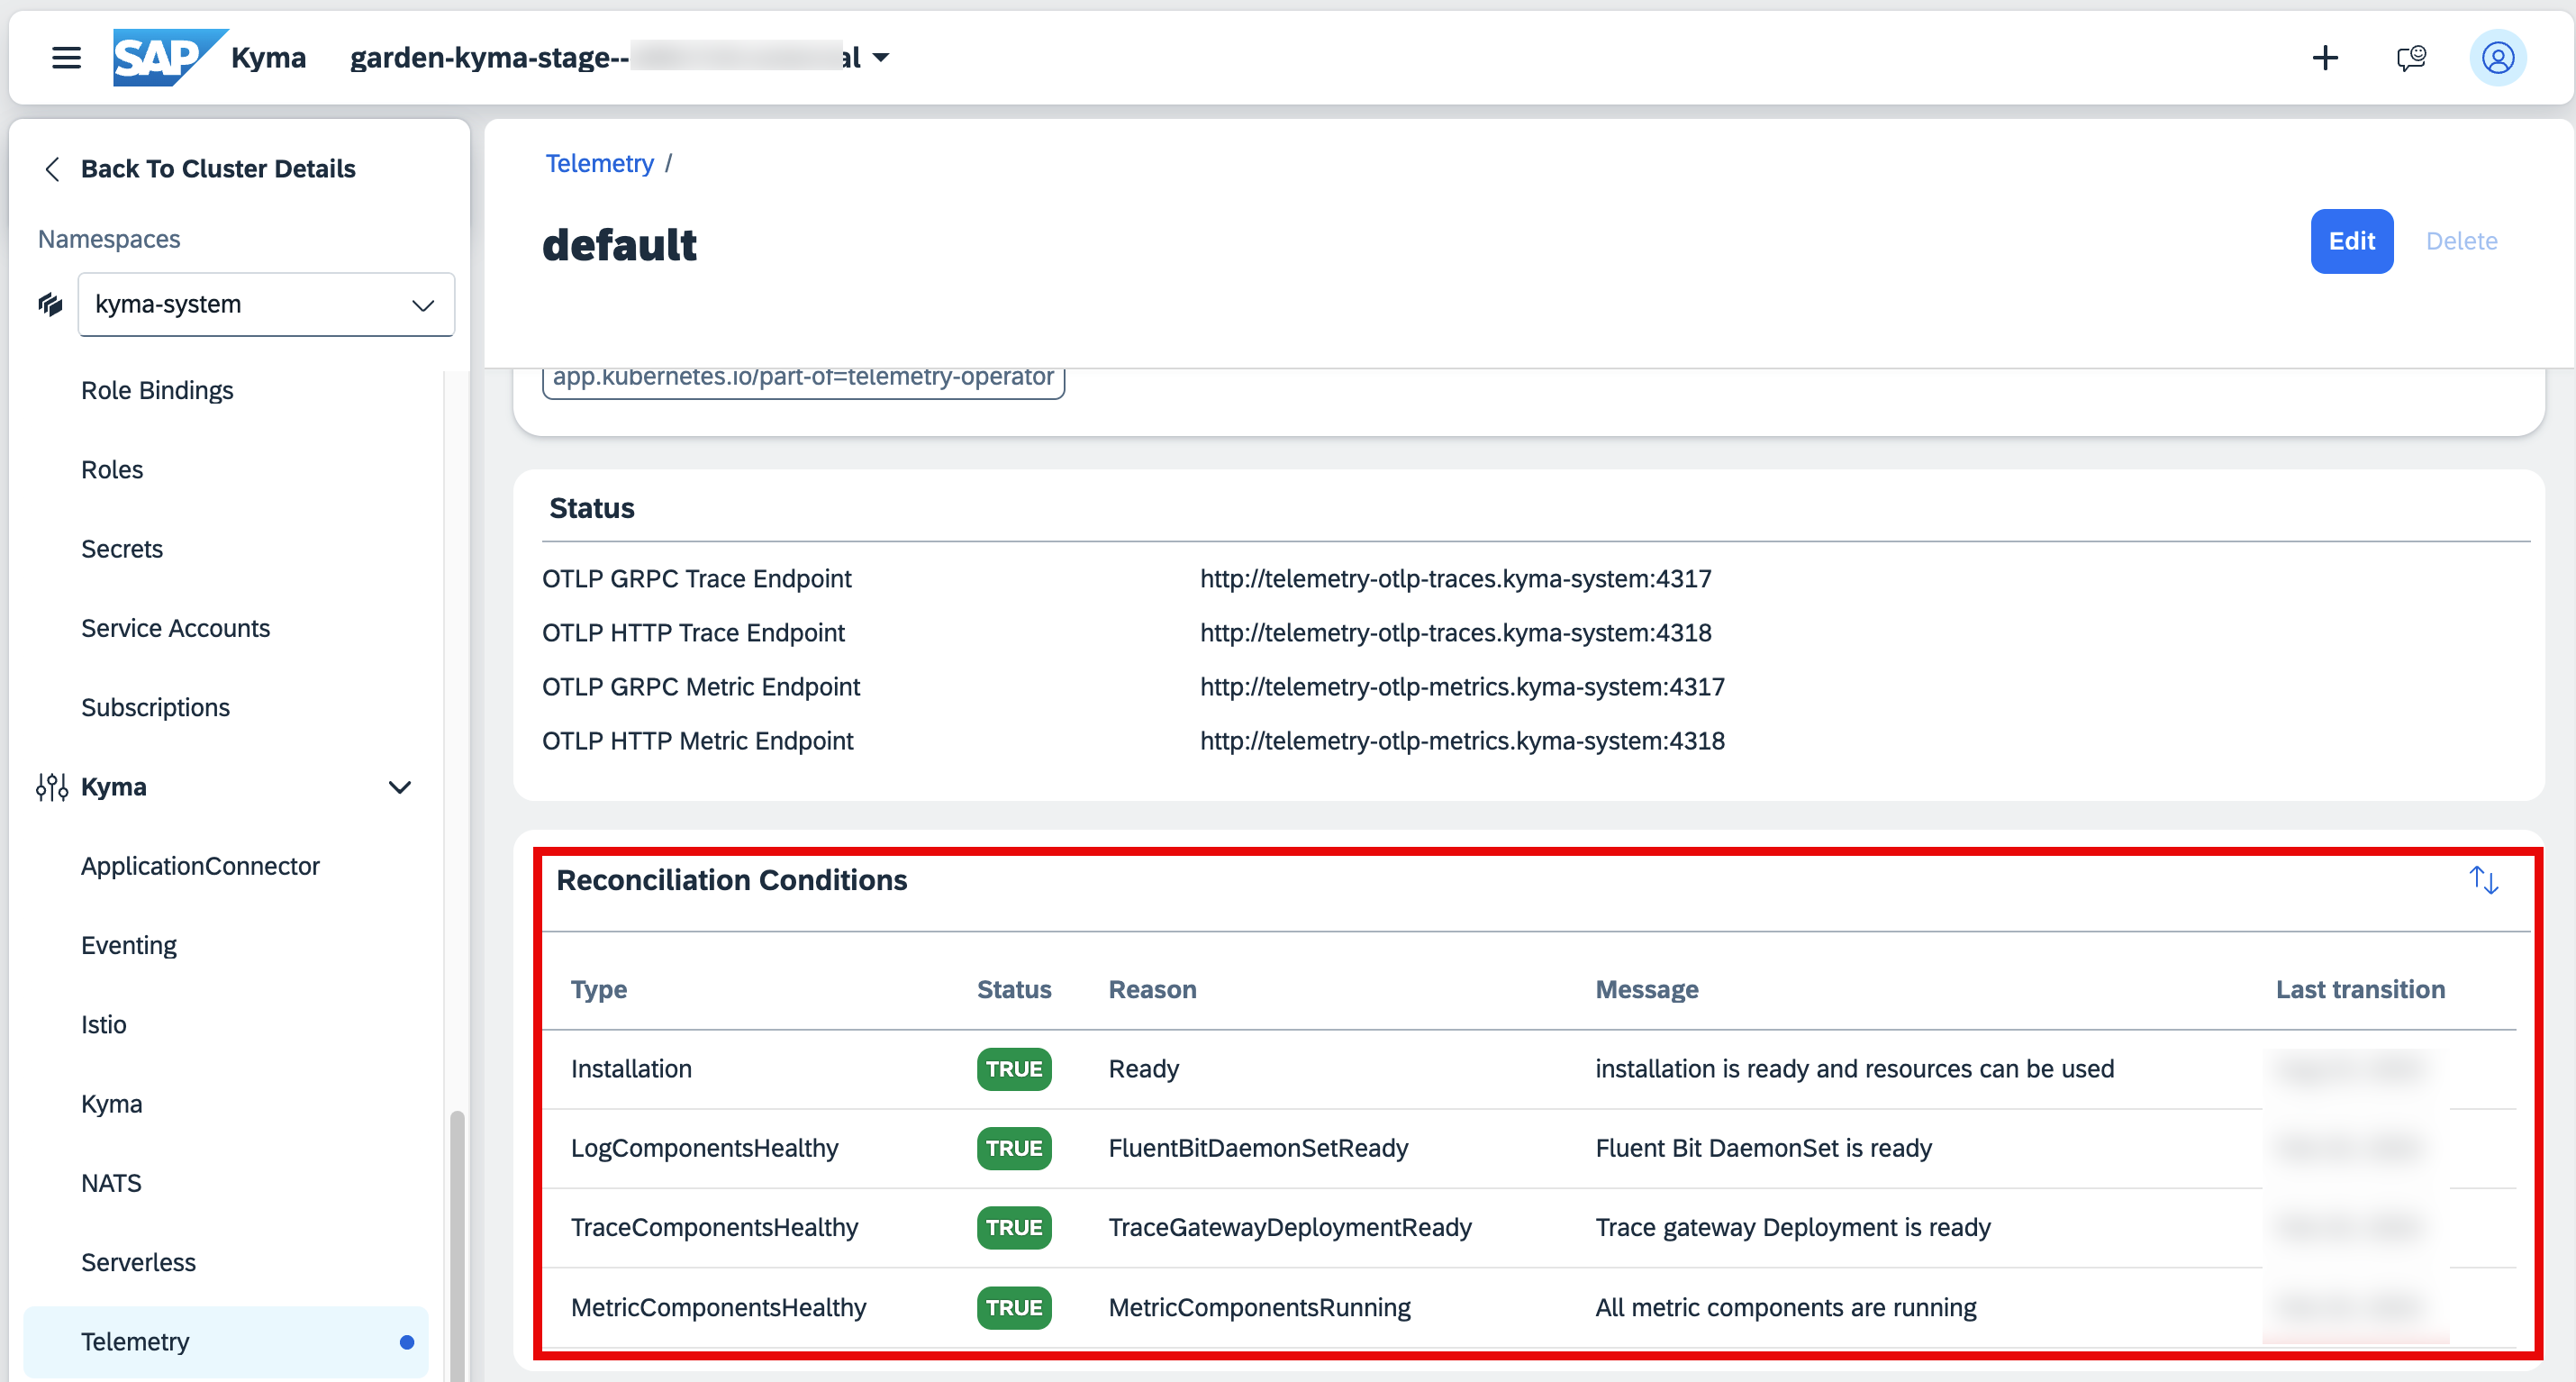 SAP Kyma garden-kyma-stage-- al
Back To Cluster Details
Namespaces
kyma-system
Role Bindings
Roles
Secrets
Service Accounts
Subscriptions
Kyma
ApplicationConnector
Eventing
Istio
Kyma
NATS
Serverless
Telemetry
Telemetry /
default
Edit Delete
app.kubernetes.io/part-of=telemetry-operator
Status
OTLP GRPC Trace Endpoint http://telemetry-otlp-traces.kyma-system:4317
OTLP HTTP Trace Endpoint http://telemetry-otlp-traces.kyma-system:4318
OTLP GRPC Metric Endpoint http://telemetry-otlp-metrics.kyma-system:4317
OTLP HTTP Metric Endpoint http://telemetry-otlp-metrics.kyma-system:4318
Reconciliation Conditions
Type Status Reason Message Last transition
Installation TRUE Ready installation is ready and resources can be used
LogComponentsHealthy TRUE FluentBitDaemonSetReady Fluent Bit DaemonSet is ready
TraceComponentsHealthy TRUE TraceGatewayDeploymentReady Trace gateway Deployment is ready
MetricComponentsHealthy TRUE MetricComponentsRunning All metric components are running